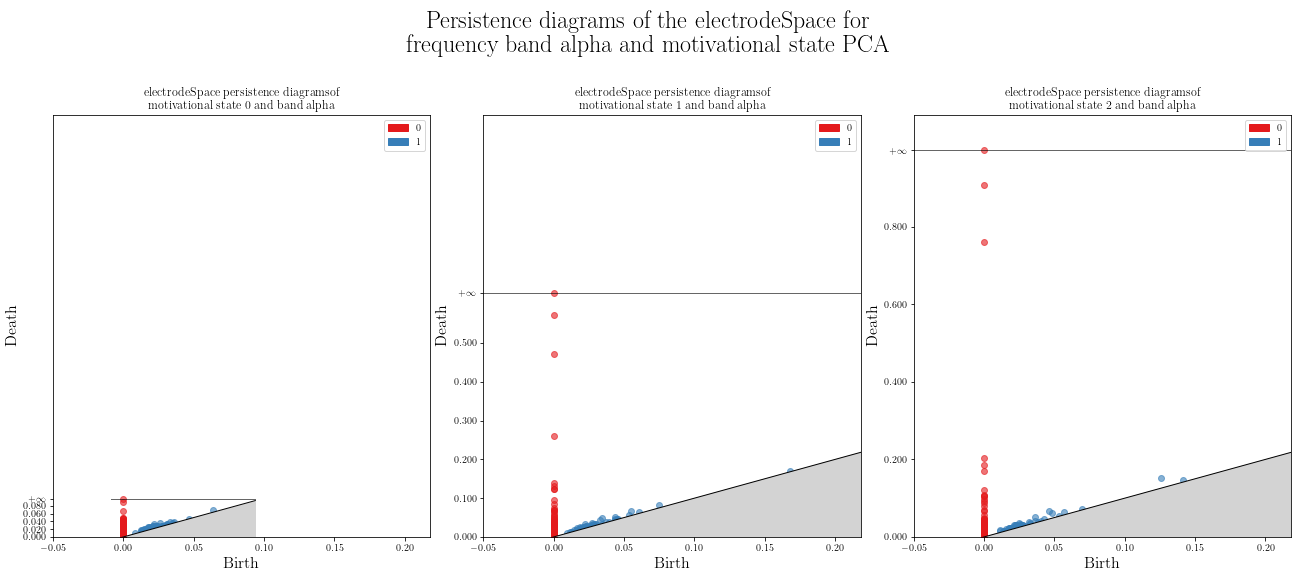 Persistence diagrams of the electrodeSpace for
frequency band alpha and motivational state PCA
electrodeSpace persistence diagramsof
motivational state 0 and band alpha
0
1
Death
+∞
0.080
0.060
0.040
0.020
0.000
−0.05 0.00 0.05 0.10 0.15 0.20
Birth
electrodeSpace persistence diagramsof
motivational state 1 and band alpha
0
1
Death
+∞
0.500
0.400
0.300
0.200
0.100
0.000
−0.05 0.00 0.05 0.10 0.15 0.20
Birth
electrodeSpace persistence diagramsof
motivational state 2 and band alpha
0
1
Death
+∞
0.800
0.600
0.400
0.200
0.000
−0.05 0.00 0.05 0.10 0.15 0.20
Birth